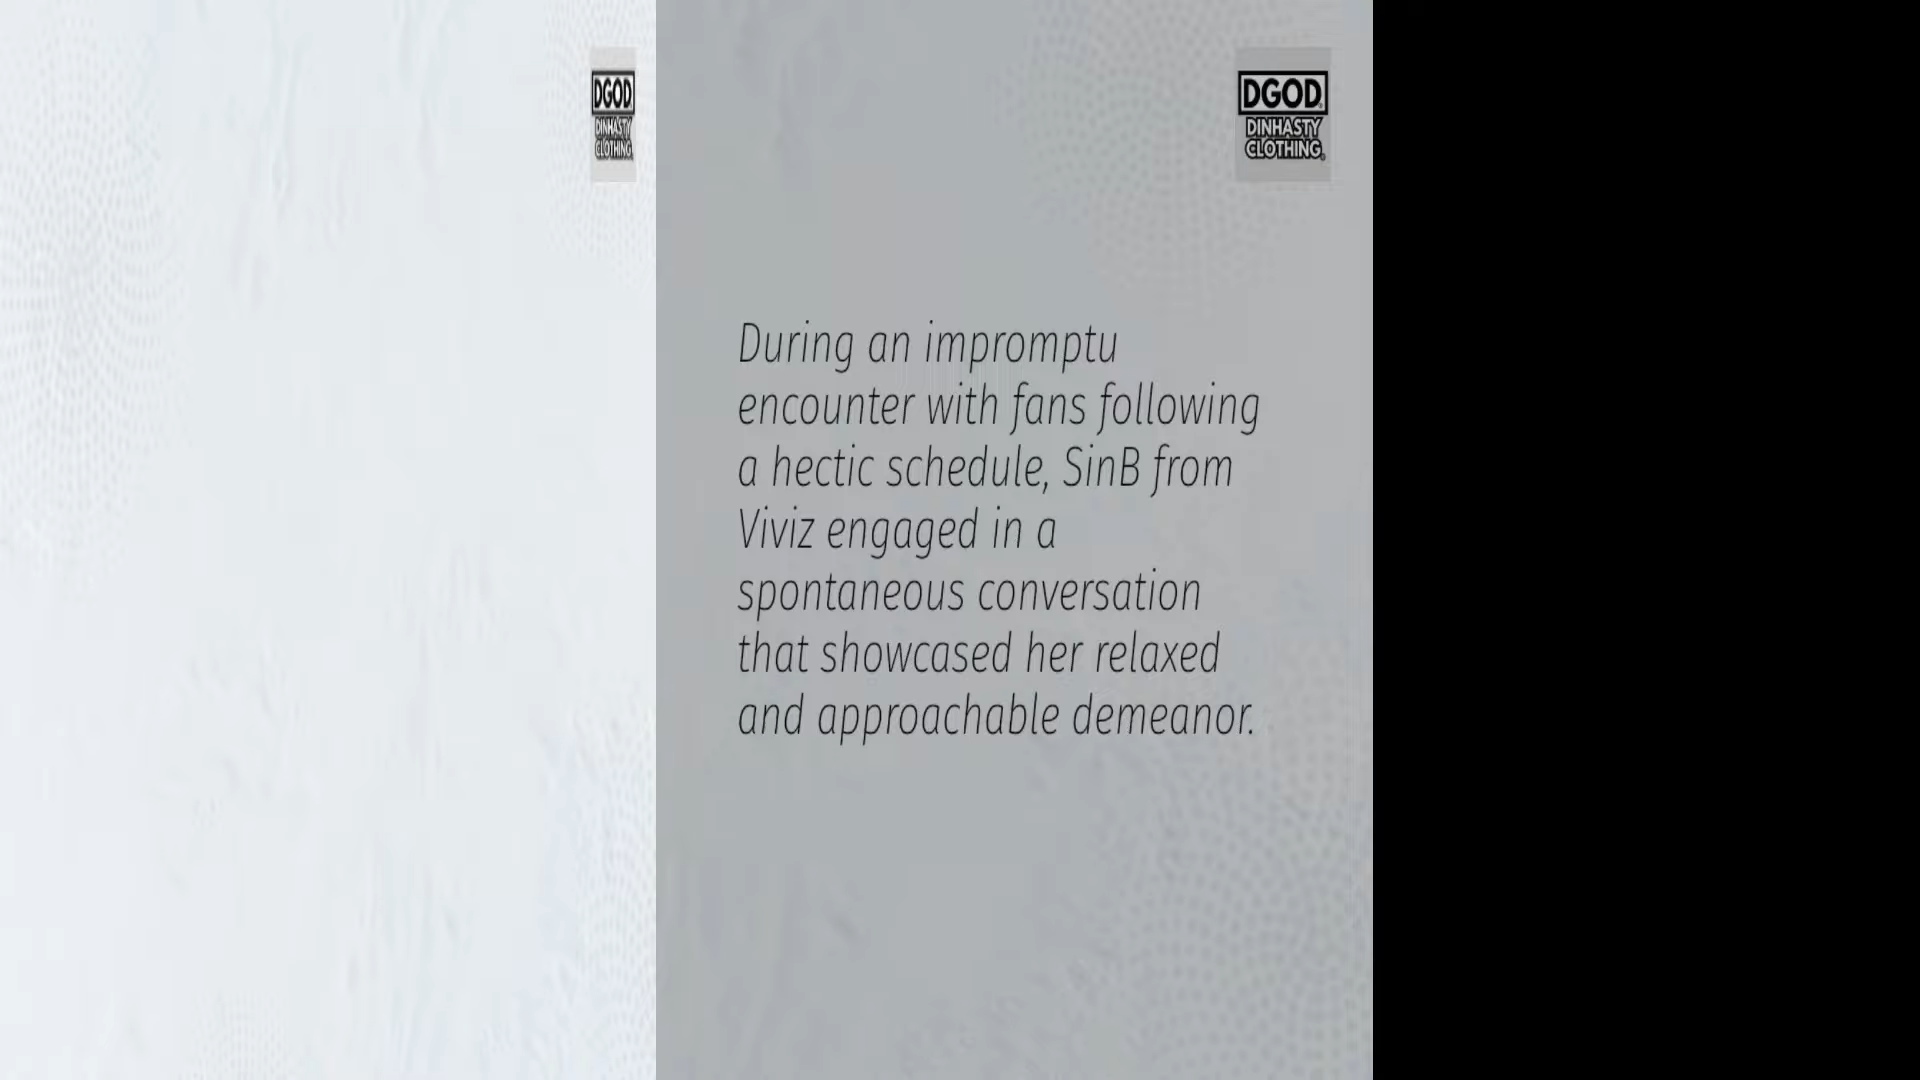 DGOD
DINHASTY
CLOTHING
DGOD
DINHASTY
CLOTHING
During an impromptu
encounter with fans following
a hectic schedule, SinB from
Viviz engaged in a
spontaneous conversation
that showcased her relaxed
and approachable demeanor.